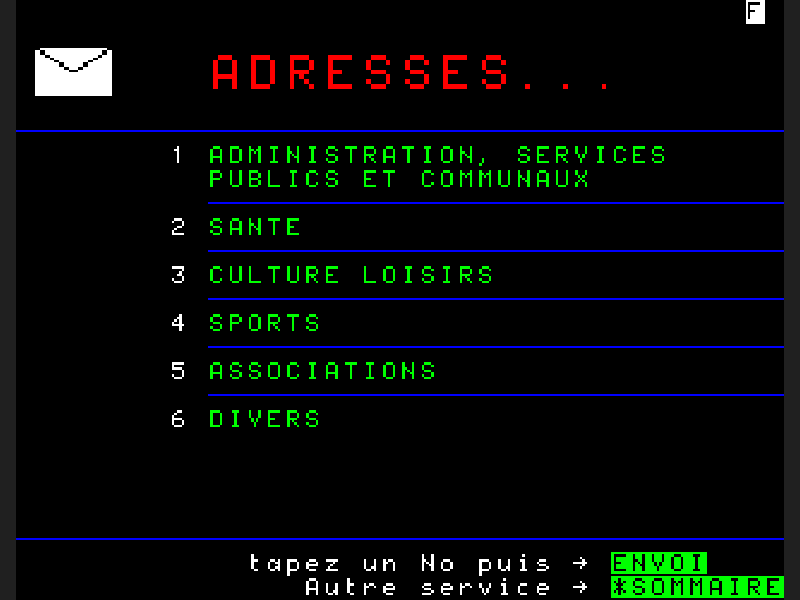 F
ADRESSES...
1 ADMINISTRATION, SERVICES
PUBLICS ET COMMUNAUX
2 SANTE
3 CULTURE LOISIRS
4 SPORTS
5 ASSOCIATIONS
6 DIVERS
tapez un No puis → ENVOI
Autre service → *SOMMAIRE